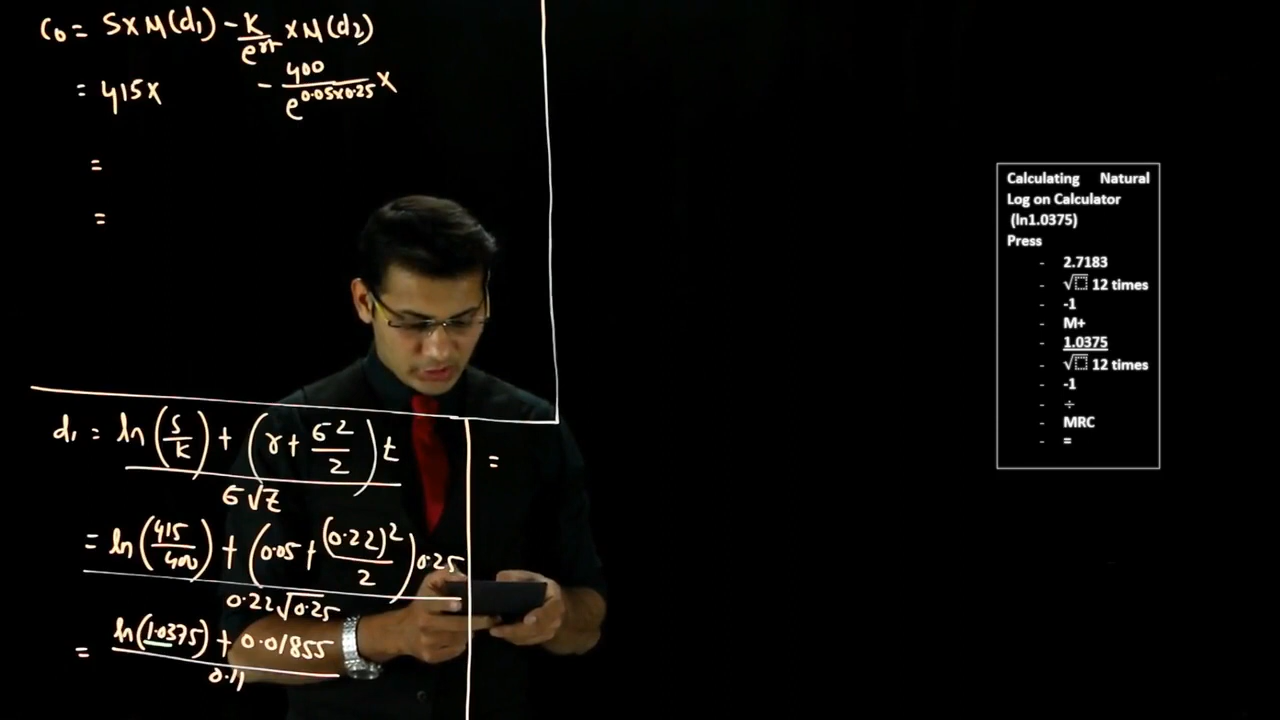 C₀ = S×N(d₁) - K/e^rt × N(d₂)
= 415× - 400/e^0.05×0.25 ×
=
=
d₁ = ln(S/K) + (r + σ²/2)t
σ√t
= ln(415/400) + (0.05 + (0.22)²/2)0.25
0.22√0.25
= ln(1.0375) + 0.01855
0.11
=
Calculating Natural
Log on Calculator
(ln1.0375)
Press
- 2.7183
- √⬚ 12 times
- -1
- M+
- 1.0375
- √⬚ 12 times
- -1
- ÷
- MRC
- =